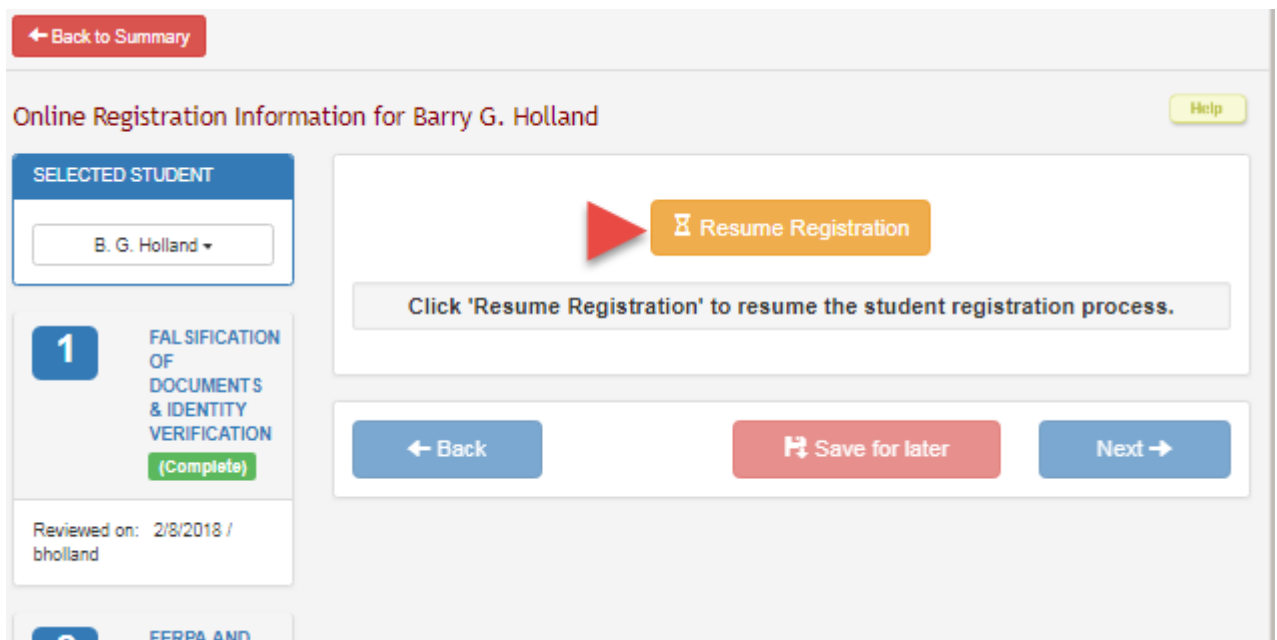 Back to Summary
Online Registration Information for Barry G. Holland
Help
SELECTED STUDENT
B. G. Holland
1
FALSIFICATION
OF
DOCUMENTS
& IDENTITY
VERIFICATION
(Complete)
Reviewed on: 2/8/2018 /
bholland
FERPA AND
Resume Registration
Click 'Resume Registration' to resume the student registration process.
Back
Save for later
Next